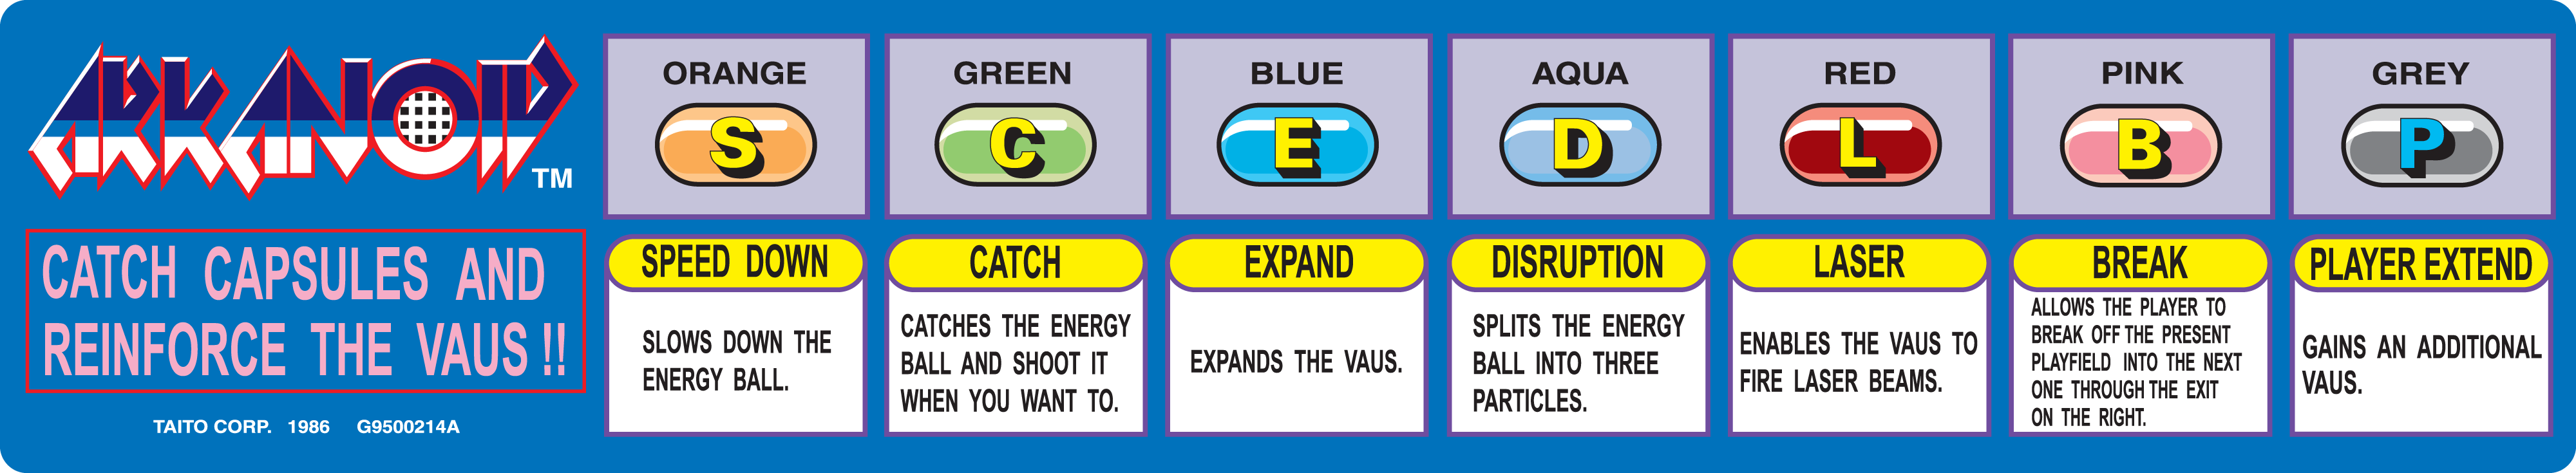 ARKANOID
TM
CATCH CAPSULES AND
REINFORCE THE VAUS !!
TAITO CORP. 1986 G9500214A
ORANGE
S
SPEED DOWN
SLOWS DOWN THE
ENERGY BALL.
GREEN
C
CATCH
CATCHES THE ENERGY
BALL AND SHOOT IT
WHEN YOU WANT TO.
BLUE
E
EXPAND
EXPANDS THE VAUS.
AQUA
D
DISRUPTION
SPLITS THE ENERGY
BALL INTO THREE
PARTICLES.
RED
L
LASER
ENABLES THE VAUS TO
FIRE LASER BEAMS.
PINK
B
BREAK
ALLOWS THE PLAYER TO
BREAK OFF THE PRESENT
PLAYFIELD INTO THE NEXT
ONE THROUGH THE EXIT
ON THE RIGHT.
GREY
P
PLAYER EXTEND
GAINS AN ADDITIONAL
VAUS.